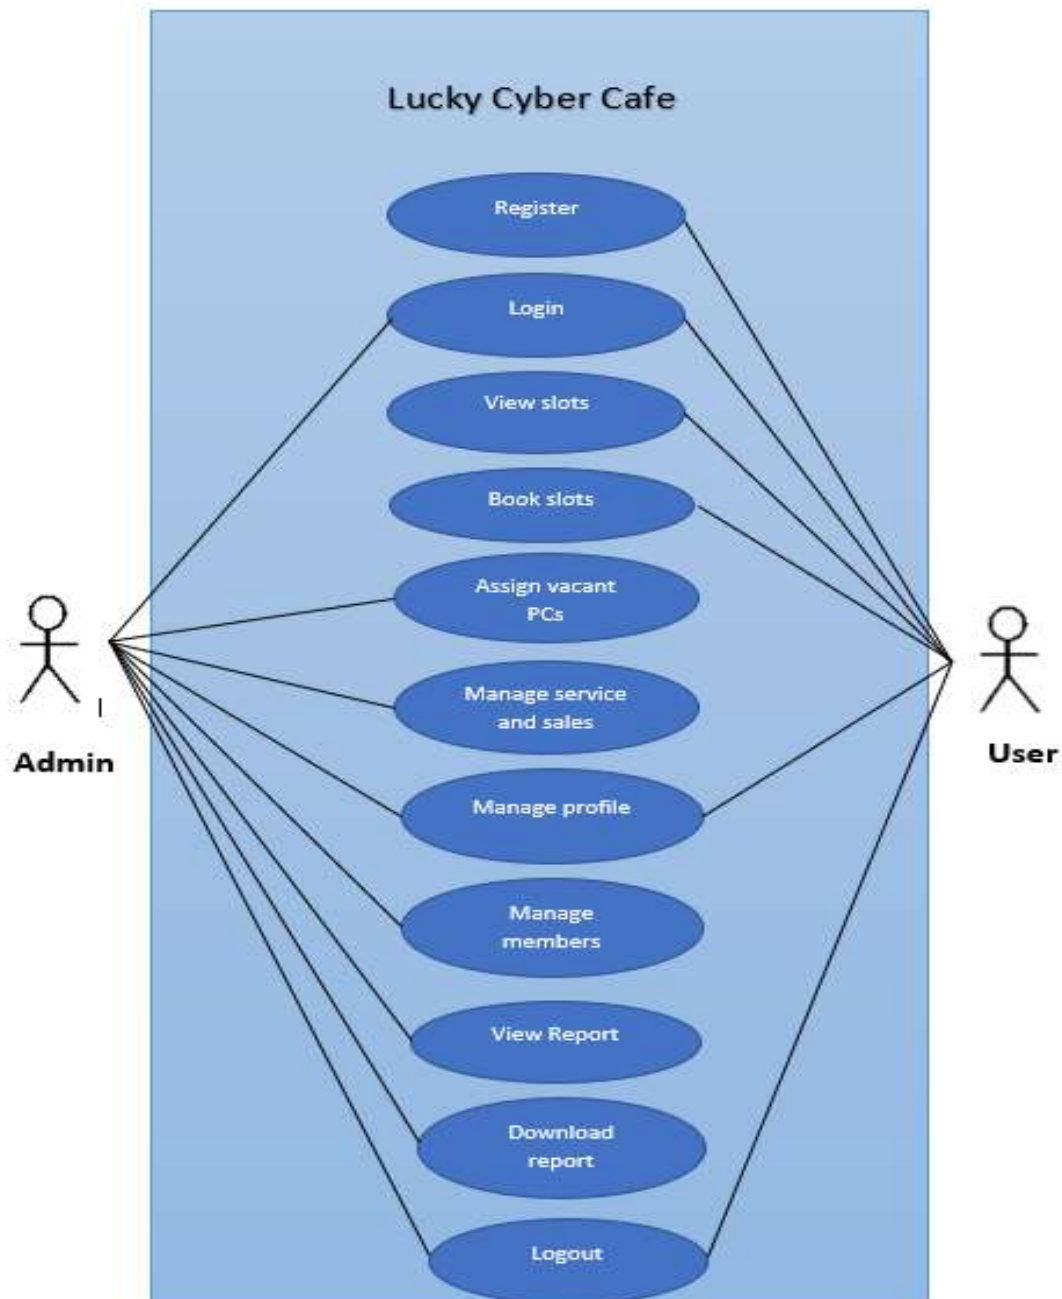 Lucky Cyber Cafe
Register
Login
View slots
Book slots
Assign vacant
PCs
Manage service
and sales
Manage profile
Manage
members
View Report
Download
report
Logout
Admin
User